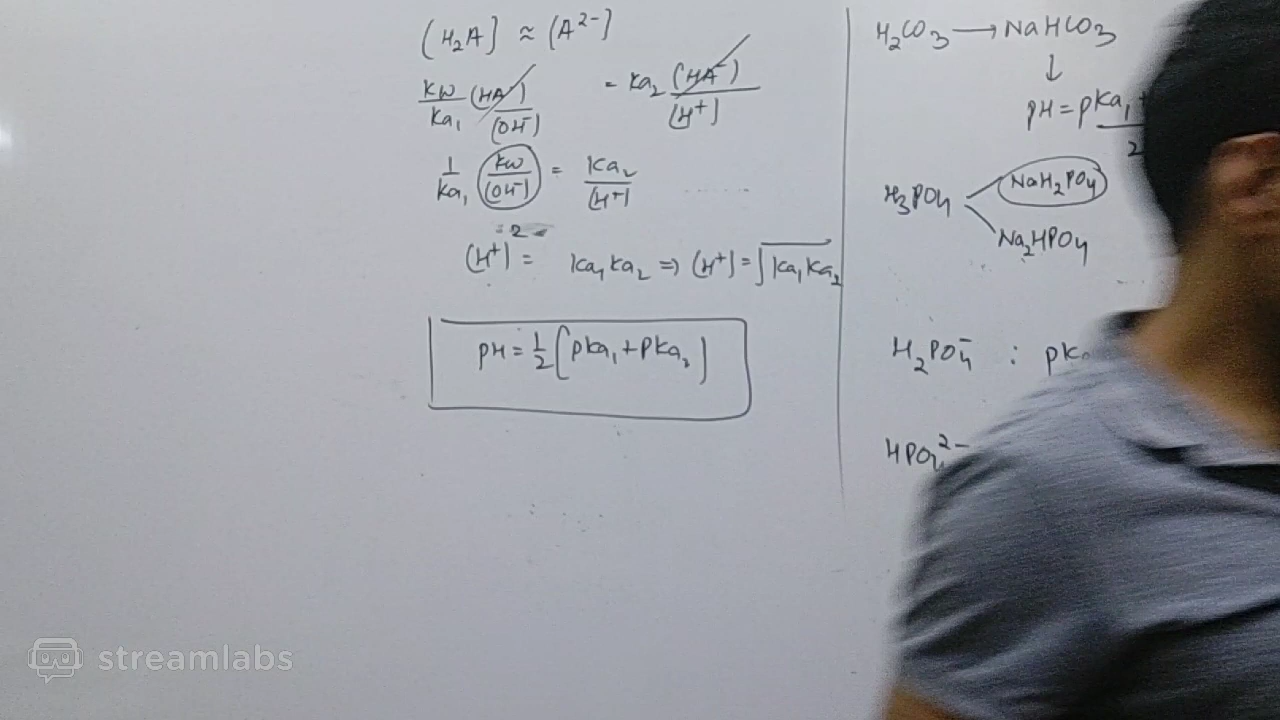 (H₂A] ≈ (A²⁻]
Kw/Ka₁ (HA⁻)/(OH⁻) = Ka₂ (HA⁻)/(H⁺)
1/Ka₁ Kw/(OH⁻) = Ka₂/(H⁺)
(H⁺)² = Ka₁Ka₂ ⇒ (H⁺) = √Ka₁Ka₂
pH = 1/2 [pKa₁ + pKa₂]
H₂CO₃ → NaHCO₃
↓
pH = pKa₁ +
2
H₃PO₄
NaH₂PO₄
Na₂HPO₄
H₂PO₄⁻ : pKa
HPO₄²⁻
streamlabs